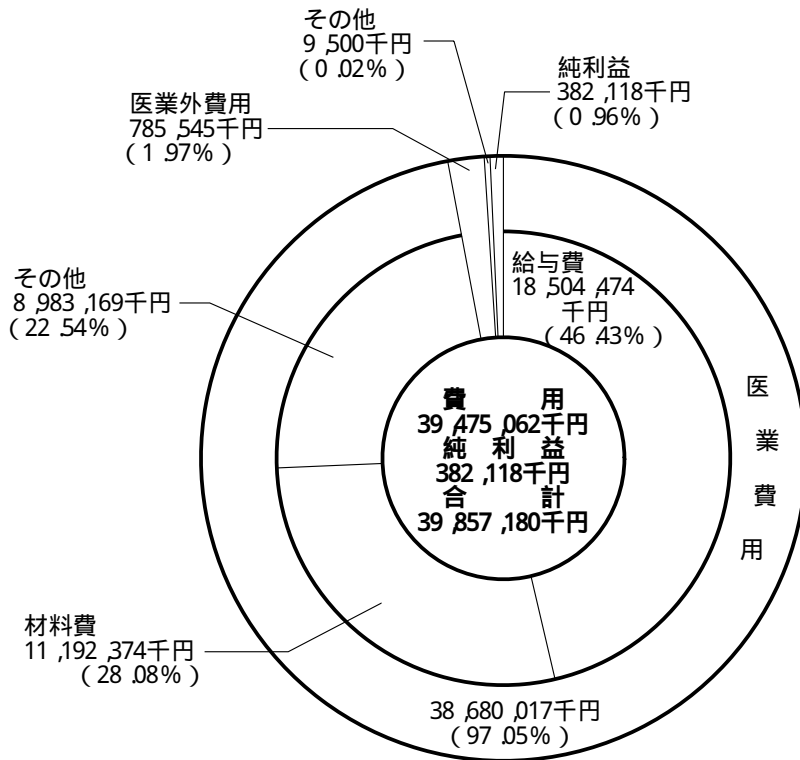 その他
9,500千円
(0.02%)
純利益
382,118千円
(0.96%)
医業外費用
785,545千円
(1.97%)
その他
8,983,169千円
(22.54%)
給与費
18,504,474
千円
(46.43%)
費用
39,475,062千円
純利益
382,118千円
合計
39,857,180千円
医業費用
材料費
11,192,374千円
(28.08%)
38,680,017千円
(97.05%)